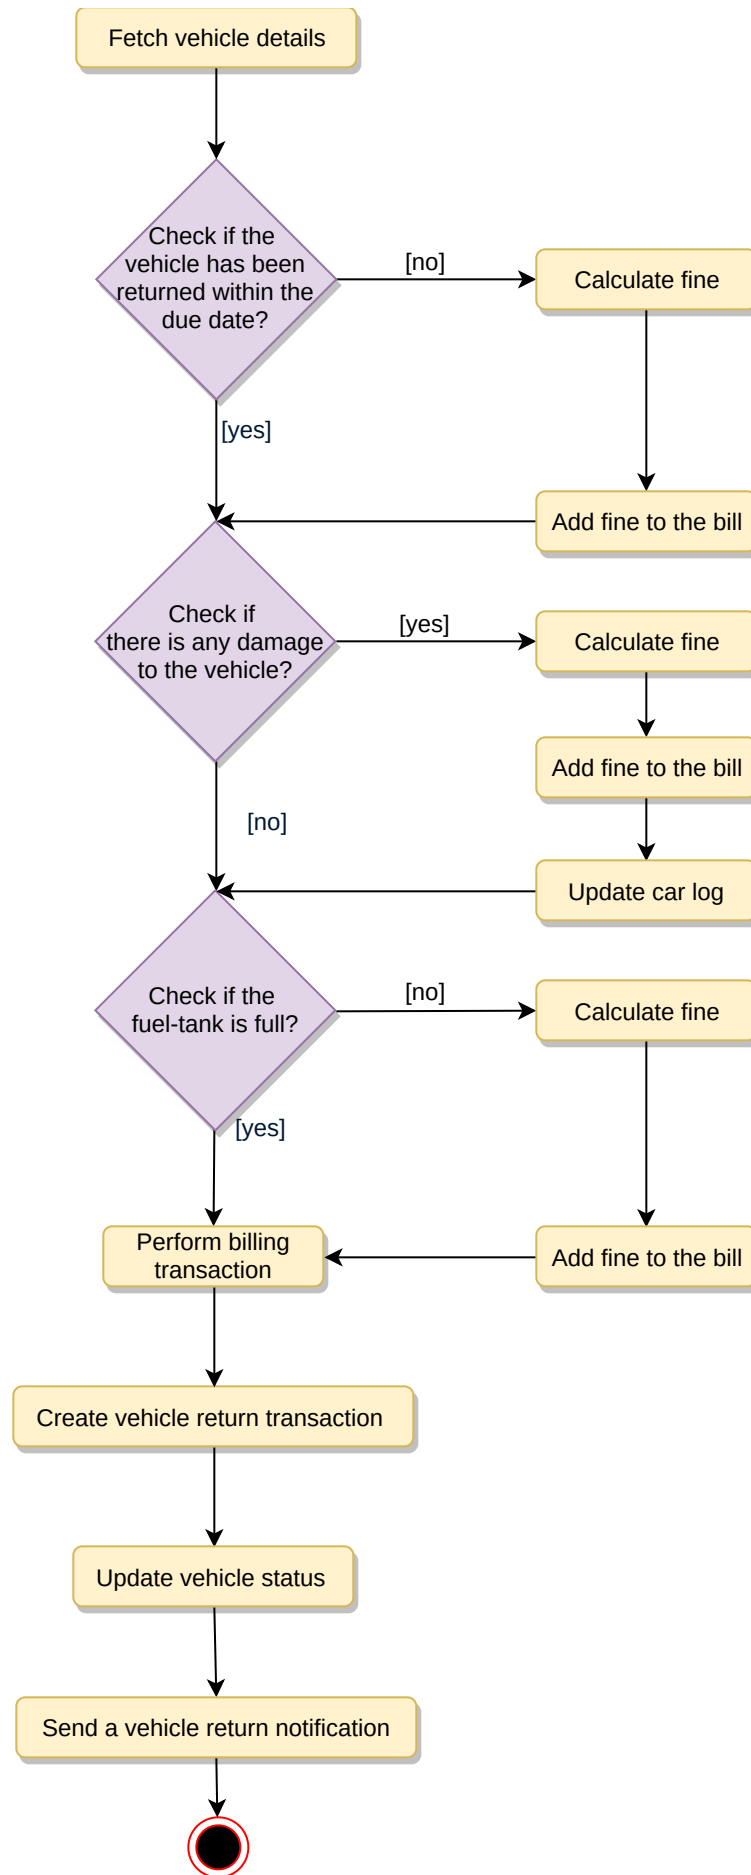 Fetch vehicle details
Check if the
vehicle has been
returned within the
due date?
[no]
Calculate fine
[yes]
Add fine to the bill
Check if
there is any damage
to the vehicle?
[yes]
Calculate fine
Add fine to the bill
[no]
Update car log
Check if the
fuel-tank is full?
[no]
Calculate fine
[yes]
Perform billing
transaction
Add fine to the bill
Create vehicle return transaction
Update vehicle status
Send a vehicle return notification